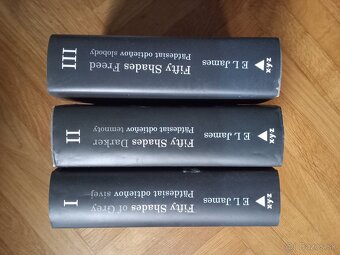 III
Fifty Shades Freed
Päťdesiat odtieňov slobody
E L James
xyz
II
Fifty Shades Darker
Päťdesiat odtieňov temnoty
E L James
xyz
I
Fifty Shades of Grey
Päťdesiat odtieňov sivej
E L James
xyz